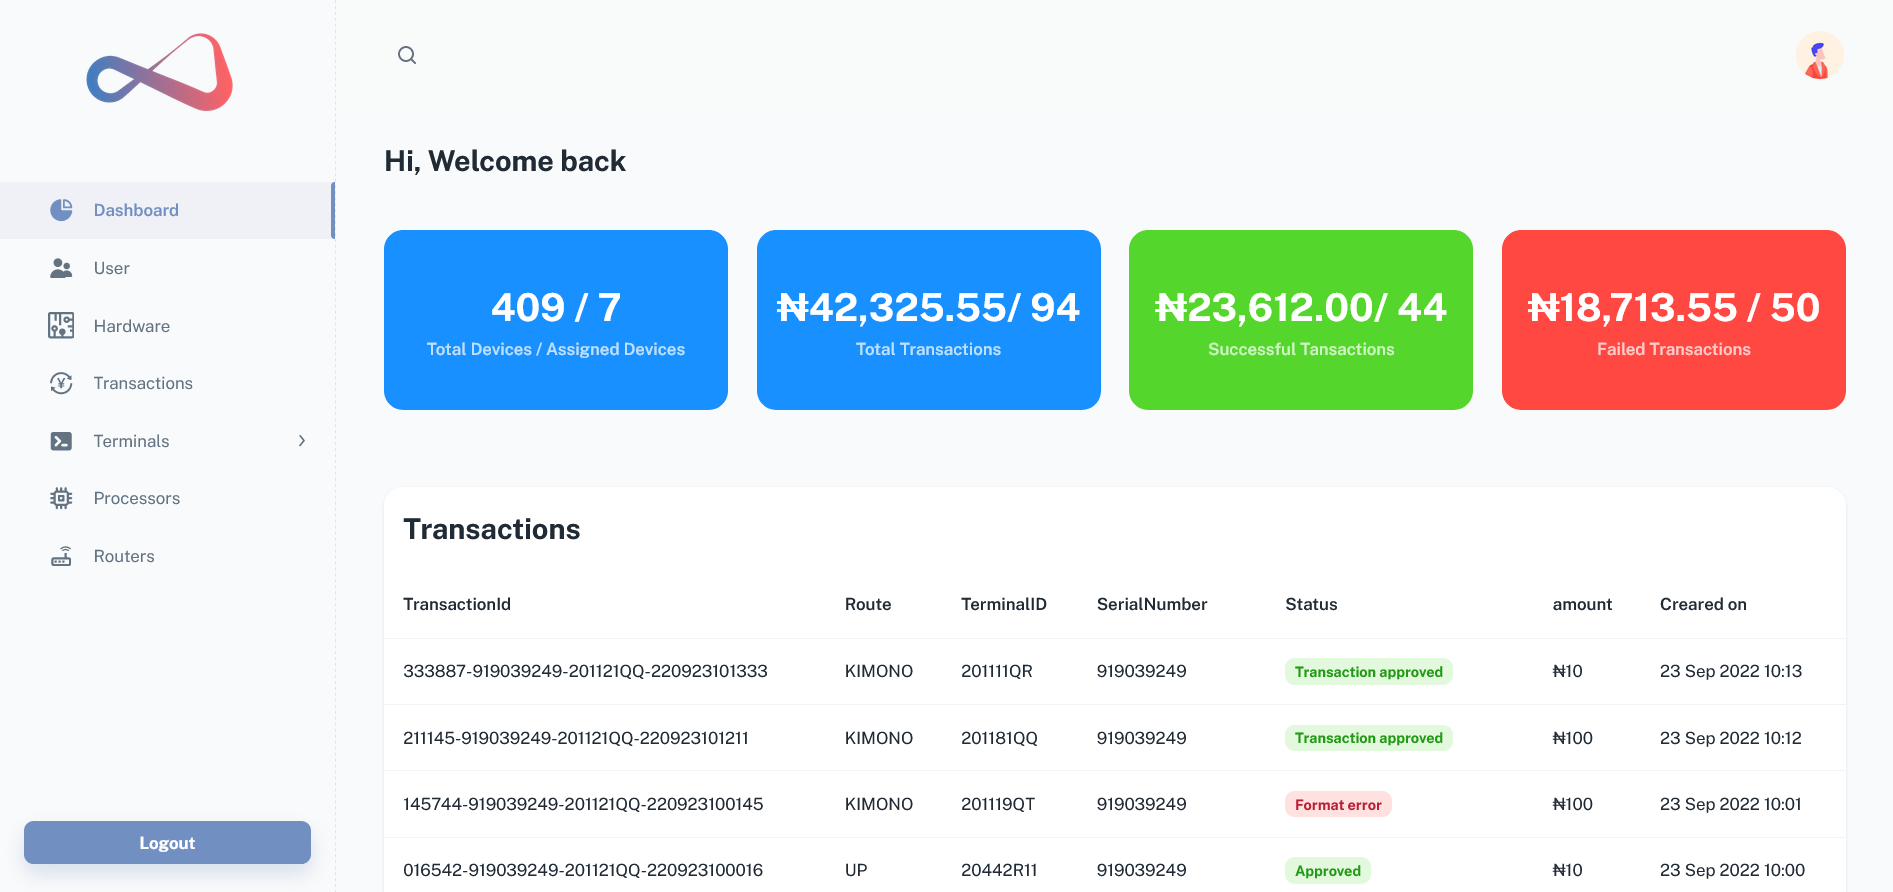 Hi, Welcome back
Dashboard
User
Hardware
Transactions
Terminals
Processors
Routers
Logout
409 / 7
Total Devices / Assigned Devices
₦42,325.55/ 94
Total Transactions
₦23,612.00/ 44
Successful Tansactions
₦18,713.55 / 50
Failed Transactions
Transactions
TransactionId Route TerminalID SerialNumber Status amount Creared on
333887-919039249-201121QQ-220923101333 KIMONO 201111QR 919039249 Transaction approved ₦10 23 Sep 2022 10:13
211145-919039249-201121QQ-220923101211 KIMONO 201181QQ 919039249 Transaction approved ₦100 23 Sep 2022 10:12
145744-919039249-201121QQ-220923100145 KIMONO 201119QT 919039249 Format error ₦100 23 Sep 2022 10:01
016542-919039249-201121QQ-220923100016 UP 20442R11 919039249 Approved ₦10 23 Sep 2022 10:00